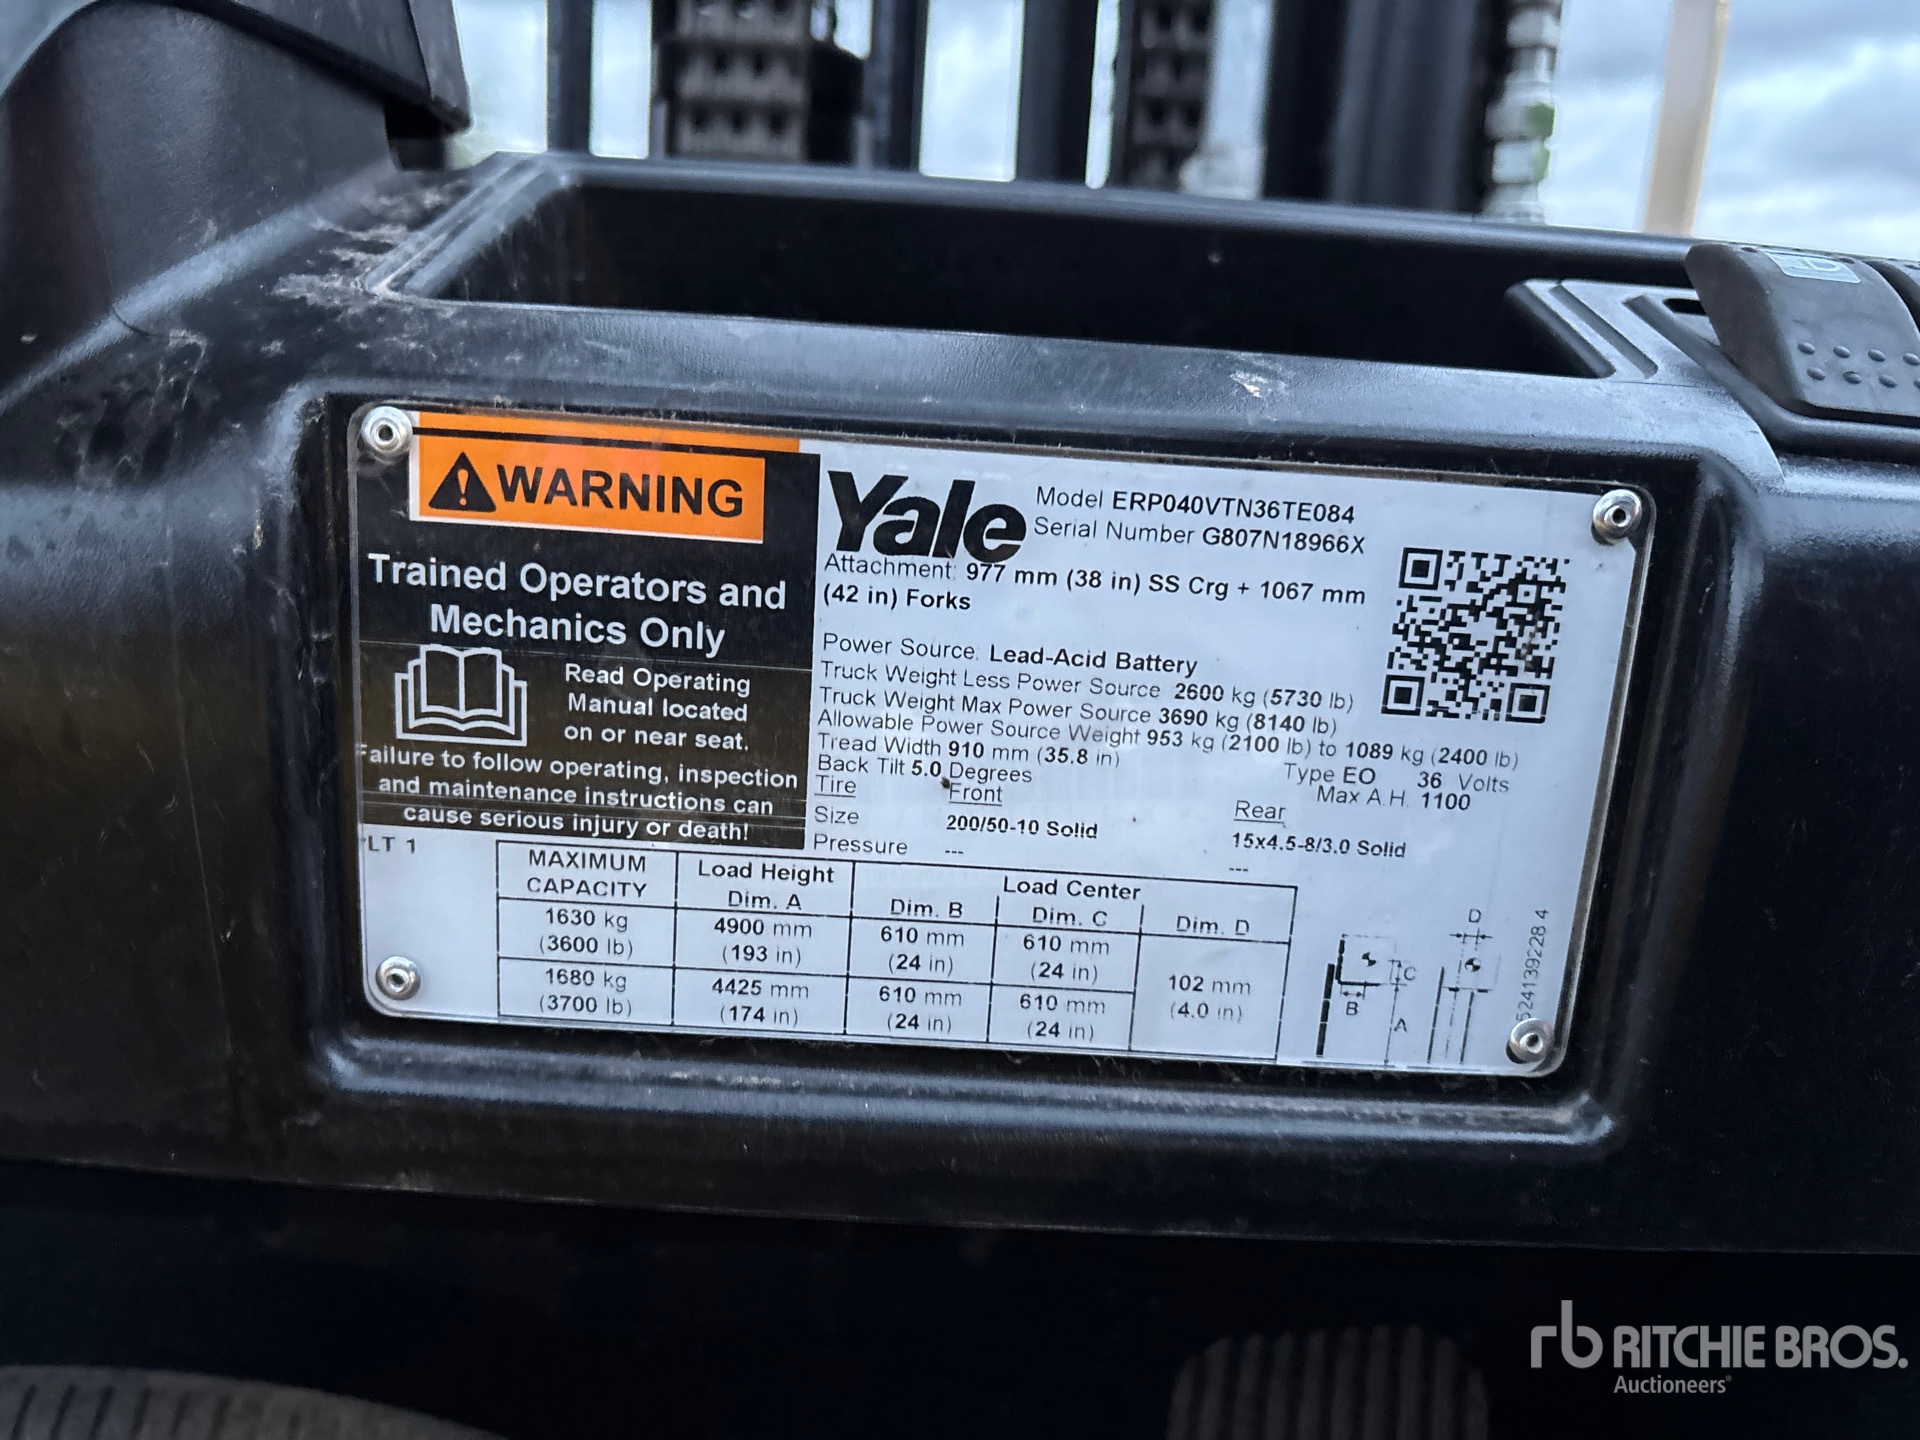 WARNING
Trained Operators and
Mechanics Only
Read Operating
Manual located
on or near seat.
Failure to follow operating, inspection
and maintenance instructions can
cause serious injury or death!
PLT 1
Yale
Model ERP040VTN36TE084
Serial Number G807N18966X
Attachment: 977 mm (38 in) SS Crg + 1067 mm
(42 in) Forks
Power Source: Lead-Acid Battery
Truck Weight Less Power Source 2600 kg (5730 lb)
Truck Weight Max Power Source 3690 kg (8140 lb)
Allowable Power Source Weight 953 kg (2100 lb) to 1089 kg (2400 lb)
Tread Width 910 mm (35.8 in) Type EO 36 Volts
Back Tilt 5.0 Degrees Max A.H. 1100
Tire Front Rear
Size 200/50-10 Solid 15x4.5-8/3.0 Solid
Pressure --- ---
MAXIMUM CAPACITY Load Height Dim. A Load Center
Dim. B Dim. C Dim. D
1630 kg 4900 mm 610 mm 610 mm 102 mm
(3600 lb) (193 in) (24 in) (24 in) (4.0 in)
1680 kg 4425 mm 610 mm 610 mm
(3700 lb) (174 in) (24 in) (24 in)
D
C
B
A
524139228 4
rb RITCHIE BROS.
Auctioneers®